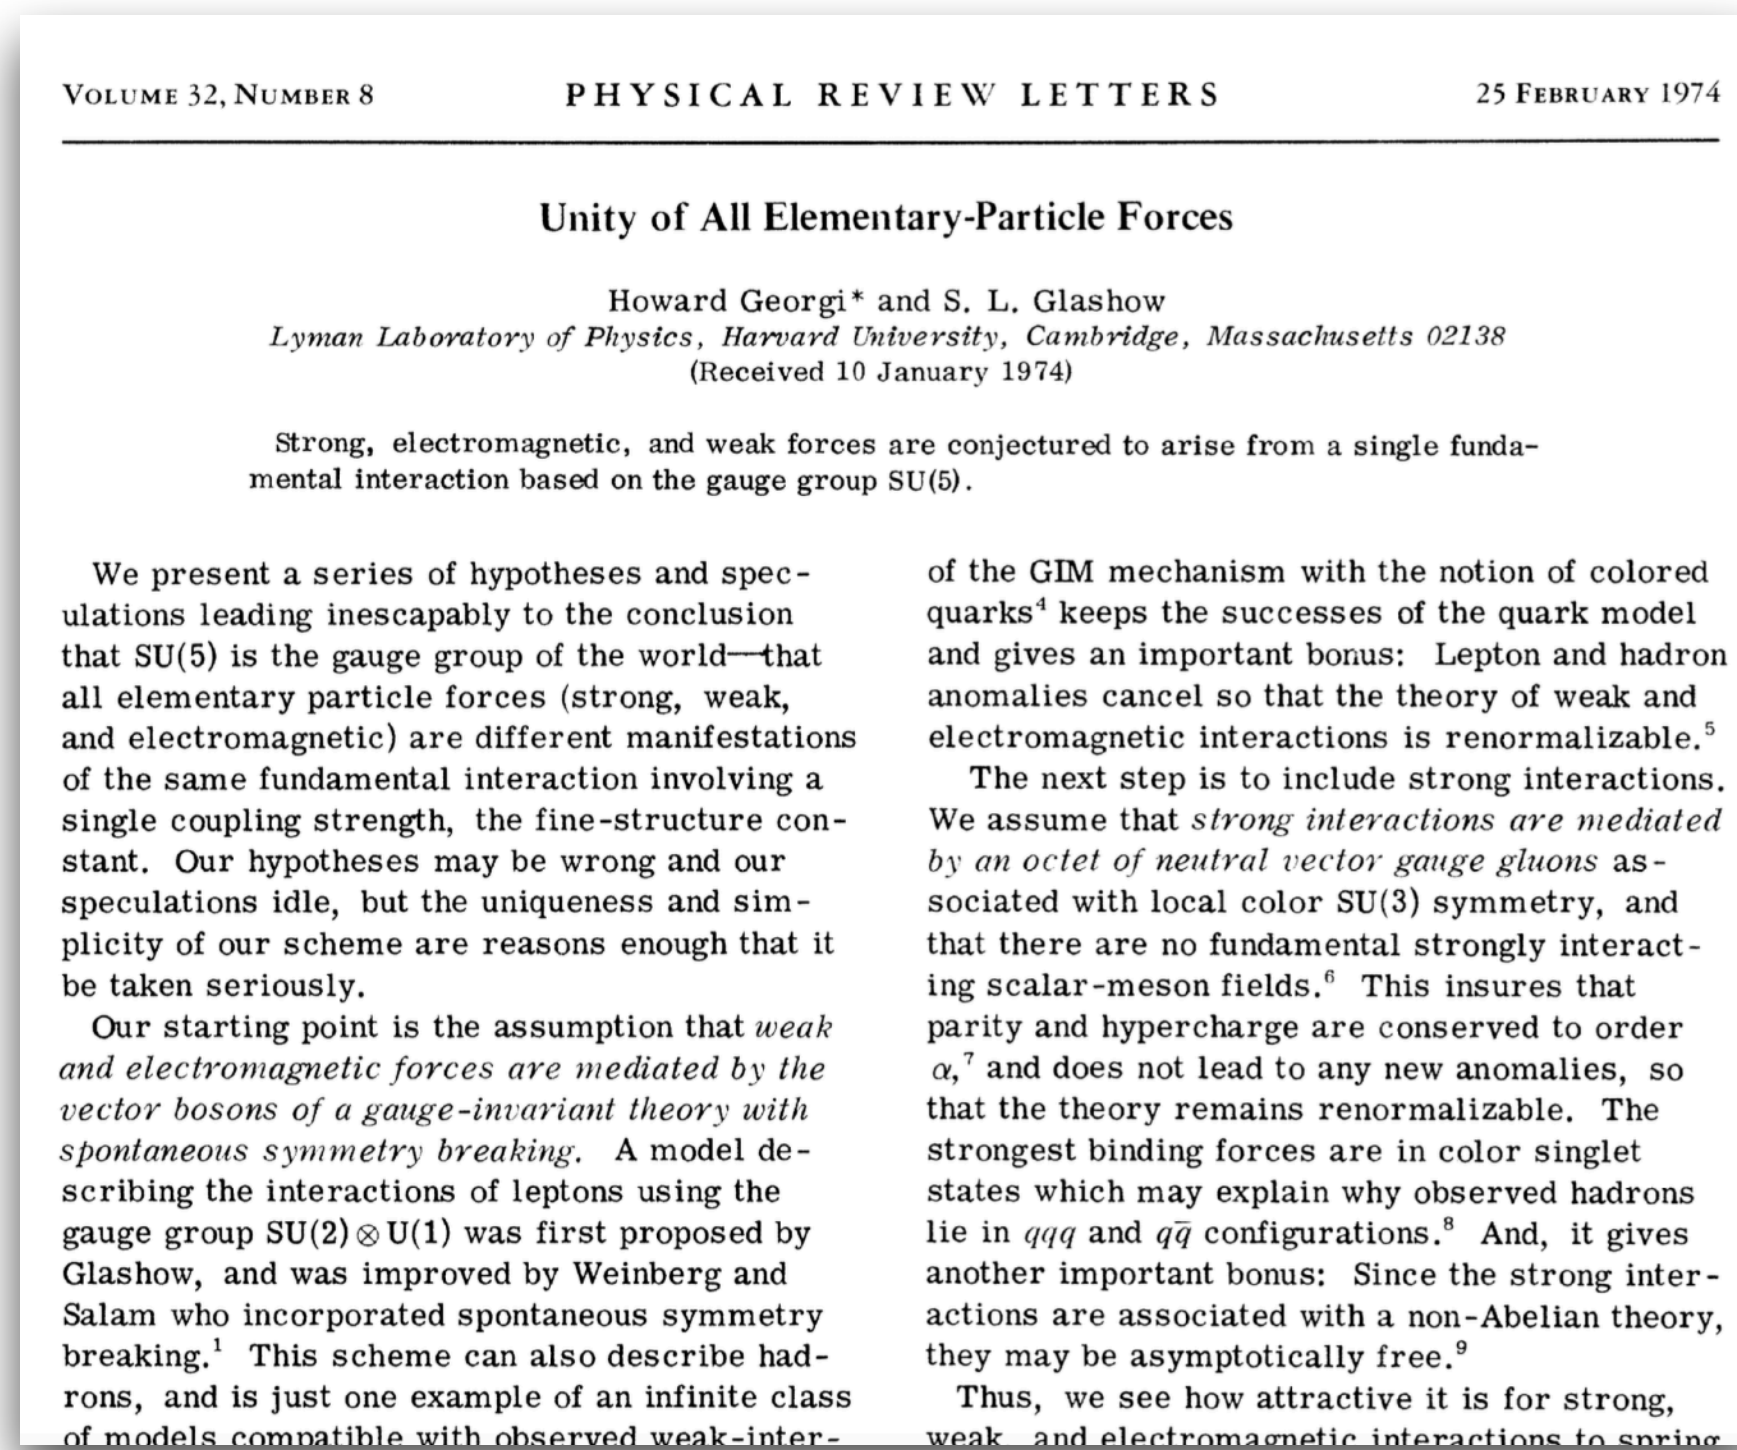 VOLUME 32, NUMBER 8 PHYSICAL REVIEW LETTERS 25 FEBRUARY 1974
Unity of All Elementary-Particle Forces
Howard Georgi* and S. L. Glashow
Lyman Laboratory of Physics, Harvard University, Cambridge, Massachusetts 02138
(Received 10 January 1974)
Strong, electromagnetic, and weak forces are conjectured to arise from a single funda-
mental interaction based on the gauge group SU(5).
We present a series of hypotheses and spec-
ulations leading inescapably to the conclusion
that SU(5) is the gauge group of the world—that
all elementary particle forces (strong, weak,
and electromagnetic) are different manifestations
of the same fundamental interaction involving a
single coupling strength, the fine-structure con-
stant. Our hypotheses may be wrong and our
speculations idle, but the uniqueness and sim-
plicity of our scheme are reasons enough that it
be taken seriously.
Our starting point is the assumption that weak
and electromagnetic forces are mediated by the
vector bosons of a gauge-invariant theory with
spontaneous symmetry breaking. A model de-
scribing the interactions of leptons using the
gauge group SU(2)⊗U(1) was first proposed by
Glashow, and was improved by Weinberg and
Salam who incorporated spontaneous symmetry
breaking.¹ This scheme can also describe had-
rons, and is just one example of an infinite class
of models compatible with observed weak-inter-
of the GIM mechanism with the notion of colored
quarks⁴ keeps the successes of the quark model
and gives an important bonus: Lepton and hadron
anomalies cancel so that the theory of weak and
electromagnetic interactions is renormalizable.⁵
The next step is to include strong interactions.
We assume that strong interactions are mediated
by an octet of neutral vector gauge gluons as-
sociated with local color SU(3) symmetry, and
that there are no fundamental strongly interact-
ing scalar-meson fields.⁶ This insures that
parity and hypercharge are conserved to order
α,⁷ and does not lead to any new anomalies, so
that the theory remains renormalizable. The
strongest binding forces are in color singlet
states which may explain why observed hadrons
lie in qqq and qq̄ configurations.⁸ And, it gives
another important bonus: Since the strong inter-
actions are associated with a non-Abelian theory,
they may be asymptotically free.⁹
Thus, we see how attractive it is for strong,
weak, and electromagnetic interactions to spring